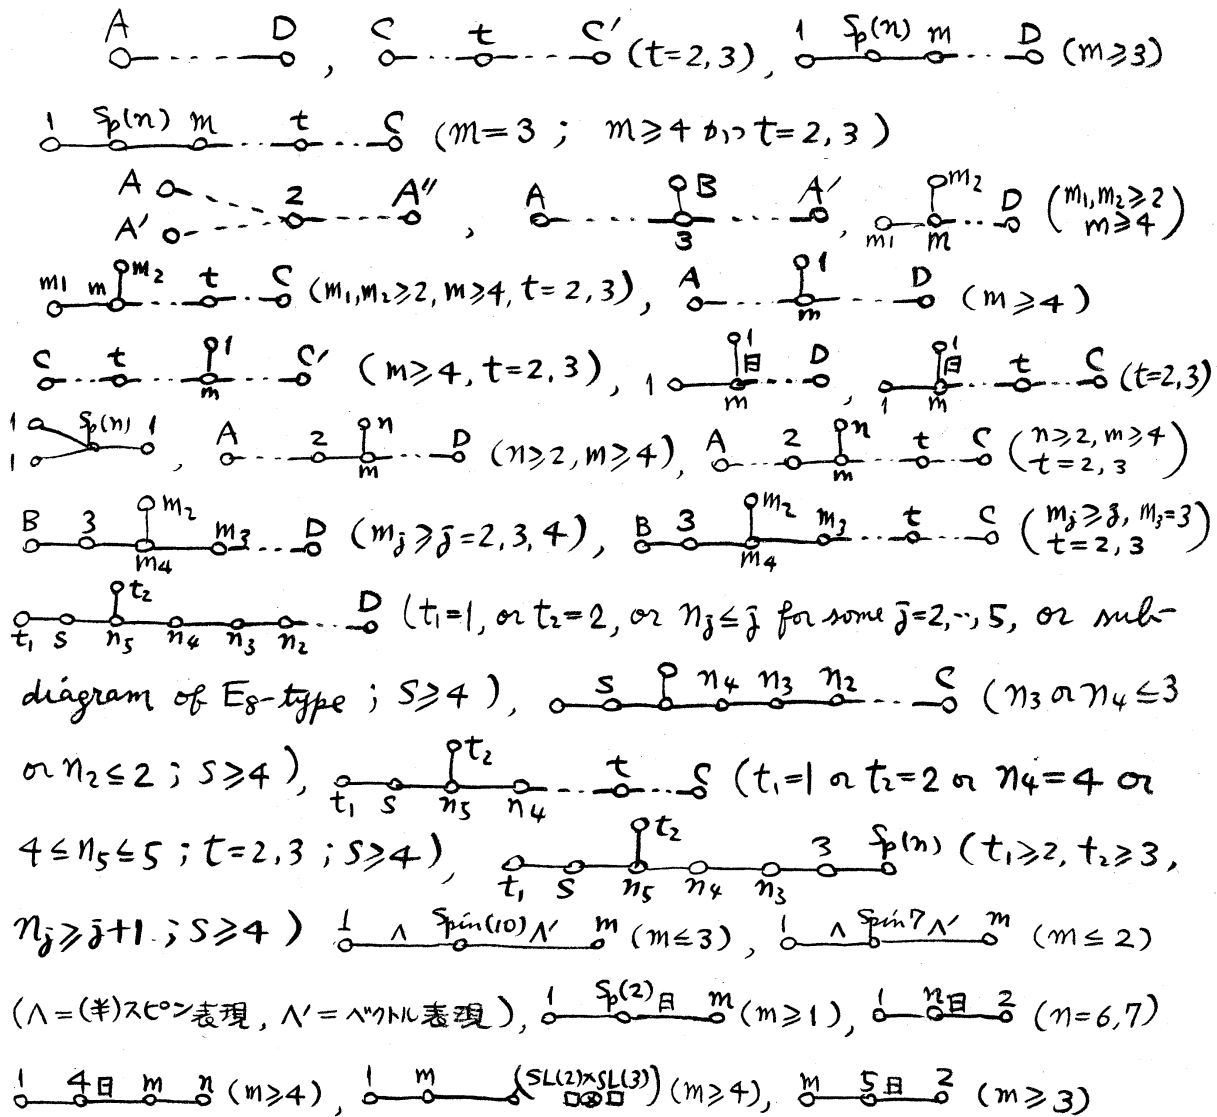 A D C t C′ (t=2,3), 1 Sp(n) m D (m≥3)
1 Sp(n) m t C (m=3; m≥4 かつ t=2,3)
A A′ 2 A″, A B 3 A′, m1 m m2 D (m1,m2≥2 m≥4)
m1 m m2 t C (m1,m2≥2, m≥4, t=2,3), A 1 m D (m≥4)
C t 1 m C′ (m≥4, t=2,3), 1 1 日 m D, 1 1 日 m t C (t=2,3)
1 1 Sp(n) 1, A 2 n m D (n≥2, m≥4), A 2 n m t C (n≥2, m≥4 t=2,3)
B 3 m2 m4 m3 D (mj≥j=2,3,4), B 3 m2 m4 m3 t C (mj≥j, m3=3 t=2,3)
t1 s t2 n5 n4 n3 n2 D (t1=1, or t2=2, or nj≤j for some j=2,··,5, or sub-
diagram of E8-type; S≥4), s n4 n3 n2 C (n3 or n4≤3
or n2≤2; S≥4), t1 s t2 n5 n4 t C (t1=1 or t2=2 or n4=4 or
4≤n5≤5; t=2,3; S≥4), t1 s t2 n5 n4 n3 3 Sp(n) (t1≥2, t2≥3,
nj≥j+1.; S≥4) 1 Λ Spin(10) Λ′ m (m≤3), 1 Λ Spin7 Λ′ m (m≤2)
(Λ=(半)スピン表現, Λ′=ベクトル表現), 1 Sp(2) 日 m (m≥1), 1 n日 2 (n=6,7)
1 4日 m n (m≥4), 1 m (SL(2)×SL(3) □⊗□) (m≥4), m 5日 2 (m≥3)